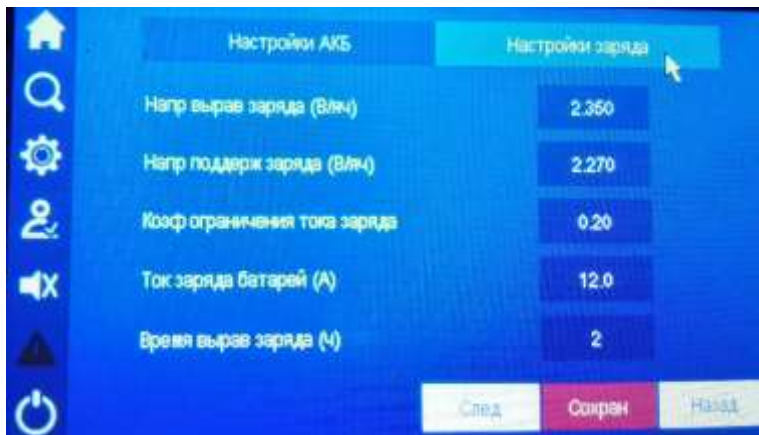 Настройки АКБ
Настройки заряда
Напр вырав заряда (В/яч) 2.350
Напр поддерж заряда (В/яч) 2.270
Коэф ограничения тока заряда 0.20
Ток заряда батарей (А) 12.0
Время вырав заряда (Ч) 2
След Сохран Назад